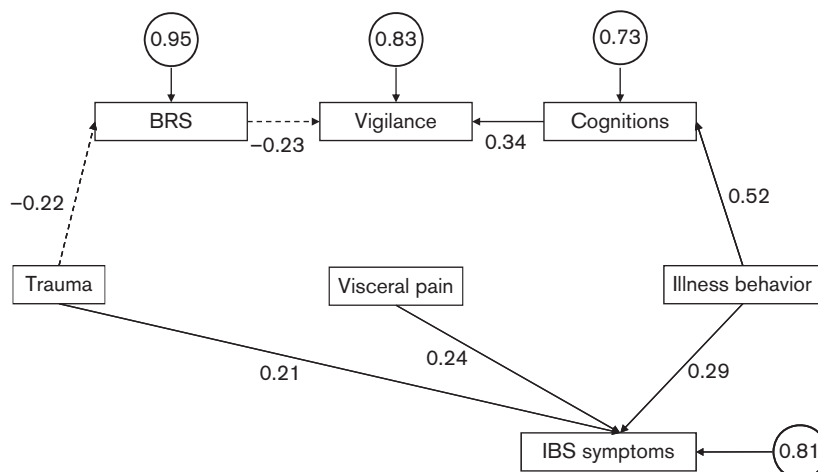 0.95
0.83
0.73
BRS
Vigilance
Cognitions
−0.23
0.34
−0.22
0.52
Trauma
Visceral pain
Illness behavior
0.21
0.24
0.29
IBS symptoms
0.81